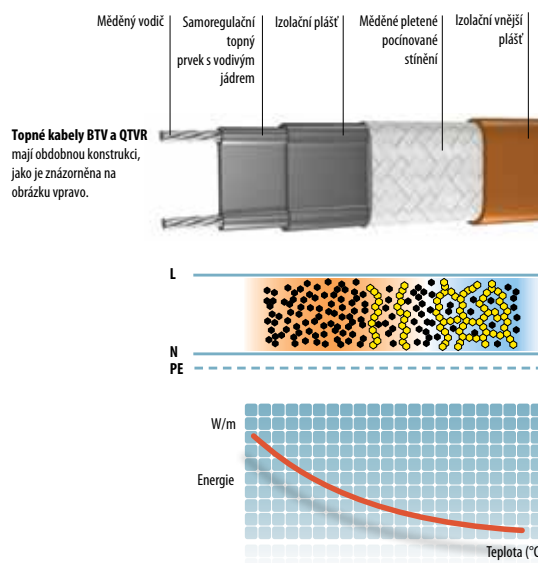 Měděný vodič
Samoregulační
topný
prvek s vodivým
jádrem
Izolační plášť
Měděné pletené
pocínované
stínění
Izolační vnější
plášť
Topné kabely BTV a QTVR
mají obdobnou konstrukci,
jako je znázorněna na
obrázku vpravo.
L
N
PE
W/m
Energie
Teplota (°C